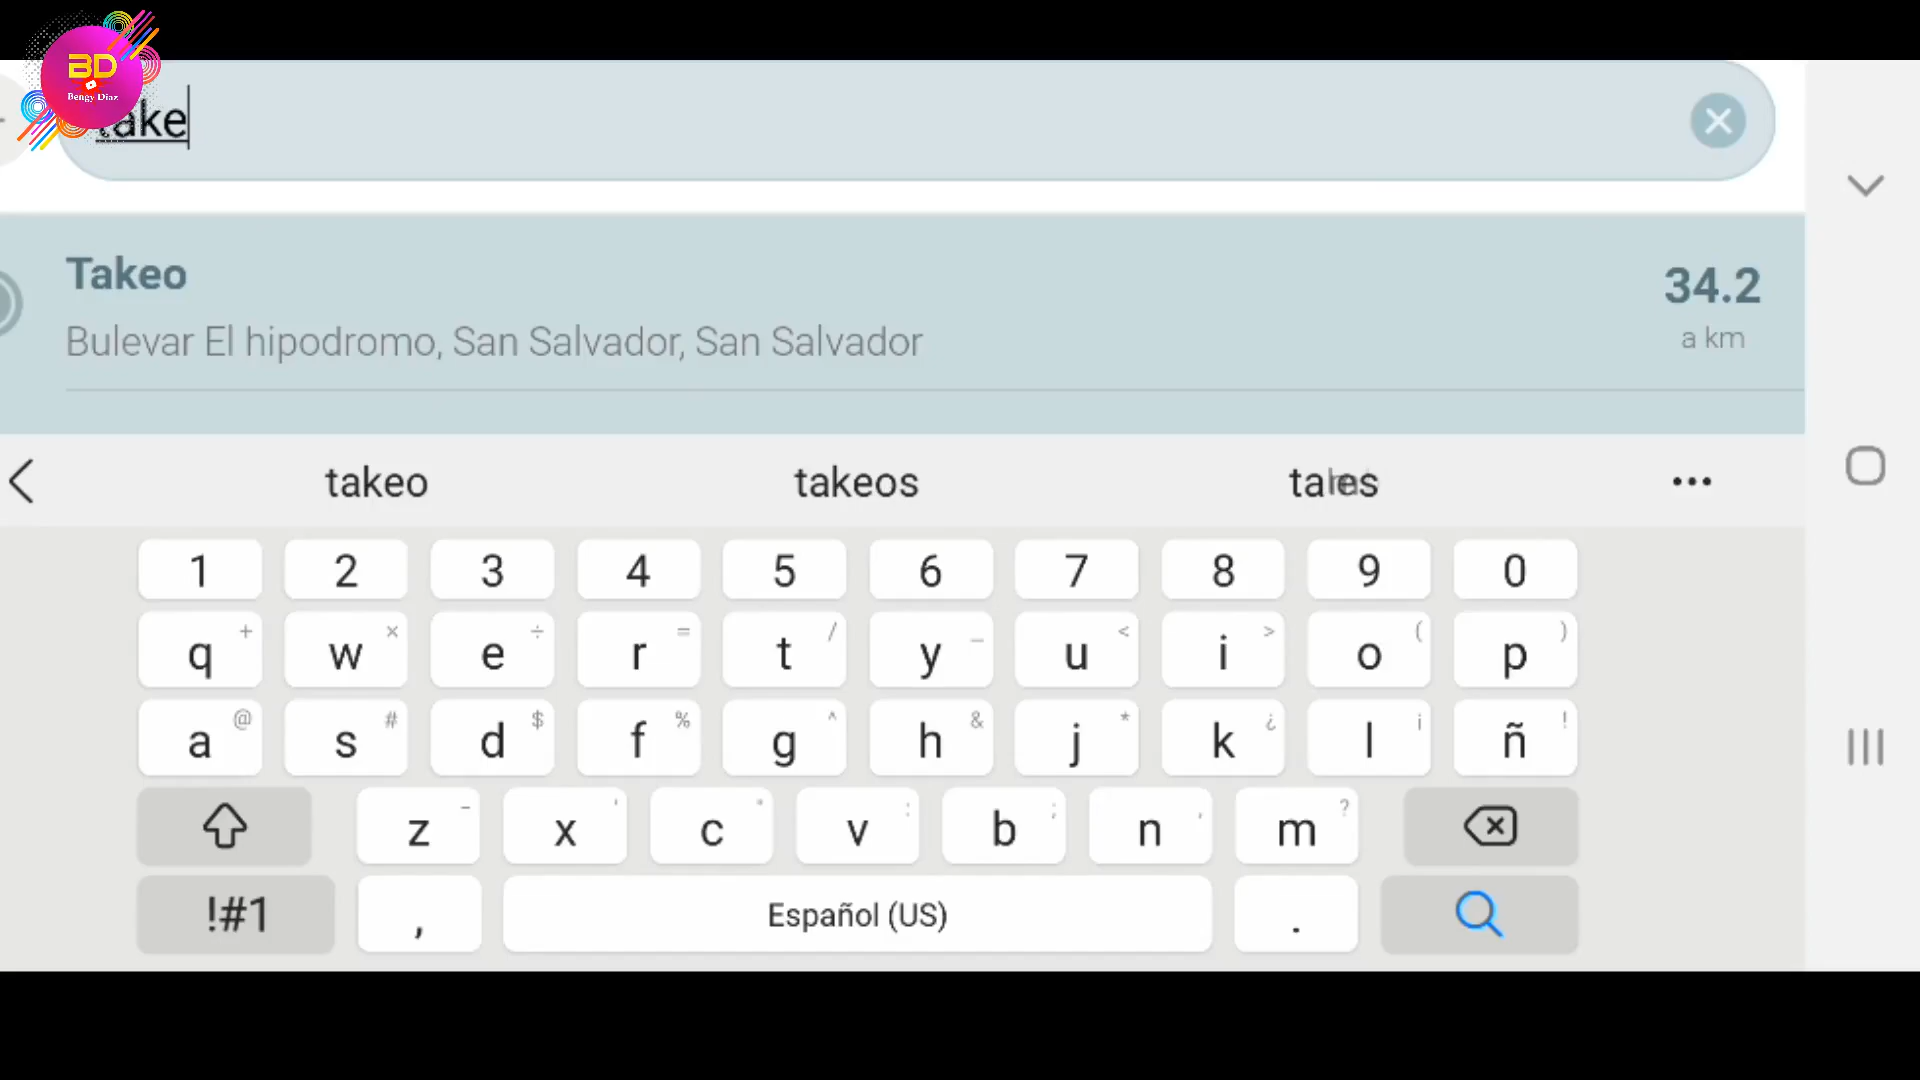 BD
Bengy Diaz
take
Takeo
34.2
Bulevar El hipodromo, San Salvador, San Salvador
a km
takeo takeos
1 2 3 4 5 6 7 8 9 0
+ × ÷ = / _ < > ( )
q w e r t y u i o p
@ # $ % ^ & * ¿ ¡ !
a s d f g h j k l ñ
- ' " : ; , ?
z x c v b n m
!#1 , Español (US) .